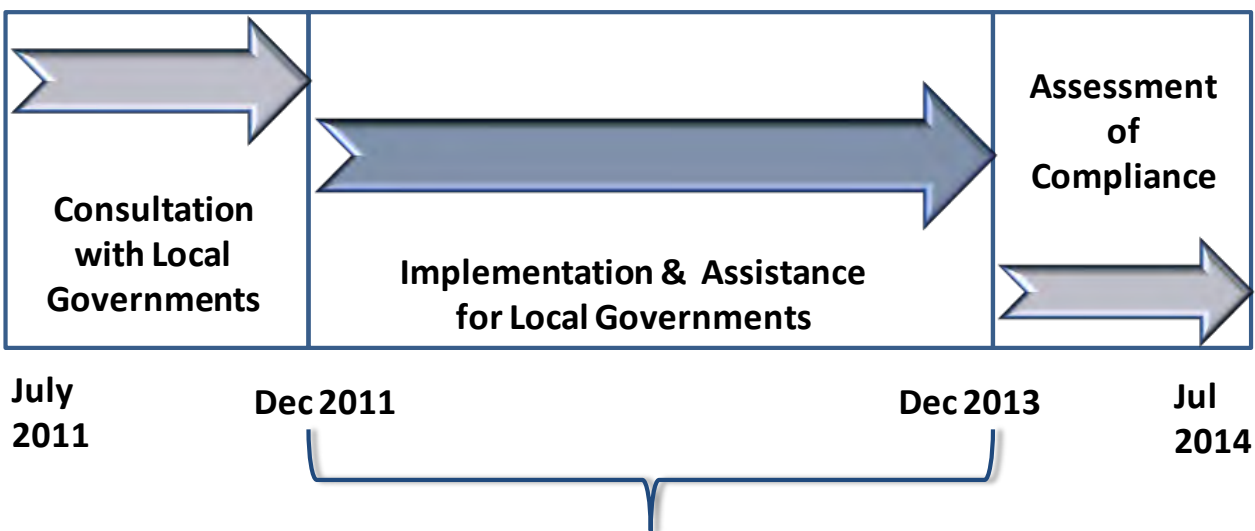 Consultation
with Local
Governments
Implementation & Assistance
for Local Governments
Assessment
of
Compliance
July
2011
Dec 2011
Dec 2013
Jul
2014